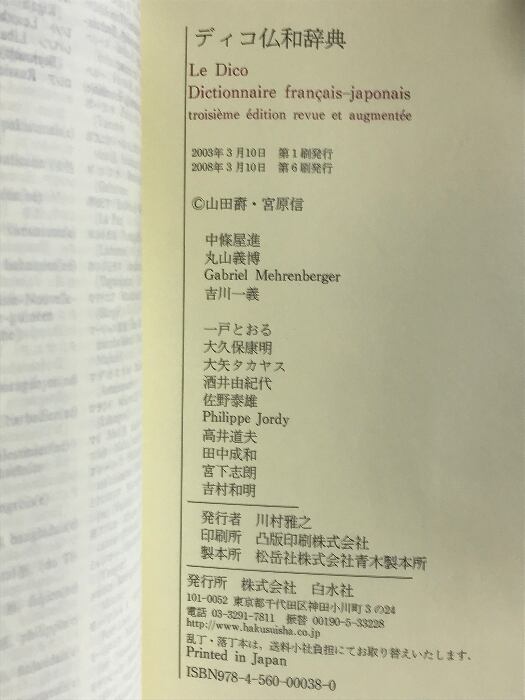 ディコ仏和辞典
Le Dico
Dictionnaire français-japonais
troisième édition revue et augmentée
2003年3月10日 第1刷発行
2008年3月10日 第6刷発行
©山田𣝣・宮原信
中條屋進
丸山義博
Gabriel Mehrenberger
吉川一義
一戸とおる
大久保康明
大矢タカヤス
酒井由紀代
佐野泰雄
Philippe Jordy
高井道夫
田中成和
宮下志朗
吉村和明
発行者 川村雅之
印刷所 凸版印刷株式会社
製本所 松岳社株式会社青木製本所
発行所 株式会社 白水社
101-0052 東京都千代田区神田小川町3の24
電話 03-3291-7811 振替 00190-5-33228
http://www.hakusuisha.co.jp
乱丁・落丁本は，送料小社負担にてお取り替えいたします．
Printed in Japan
ISBN978-4-560-00038-0